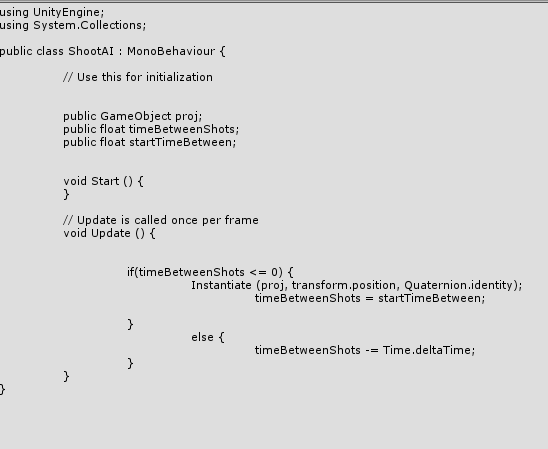 using UnityEngine;
using System.Collections;
public class ShootAI : MonoBehaviour {
// Use this for initialization
public GameObject proj;
public float timeBetweenShots;
public float startTimeBetween;
void Start () {
}
// Update is called once per frame
void Update () {
if(timeBetweenShots <= 0) {
Instantiate (proj, transform.position, Quaternion.identity);
timeBetweenShots = startTimeBetween;
}
else {
timeBetweenShots -= Time.deltaTime;
}
}
}